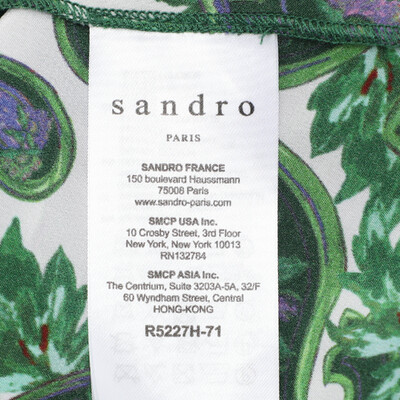 sandro
PARIS
SANDRO FRANCE
150 boulevard Haussmann
75008 Paris
www.sandro-paris.com
SMCP USA Inc.
10 Crosby Street, 3rd Floor
New York, New York 10013
RN132784
SMCP ASIA Inc.
The Centrium, Suite 3203A-5A, 32/F
60 Wyndham Street, Central
HONG-KONG
R5227H-71